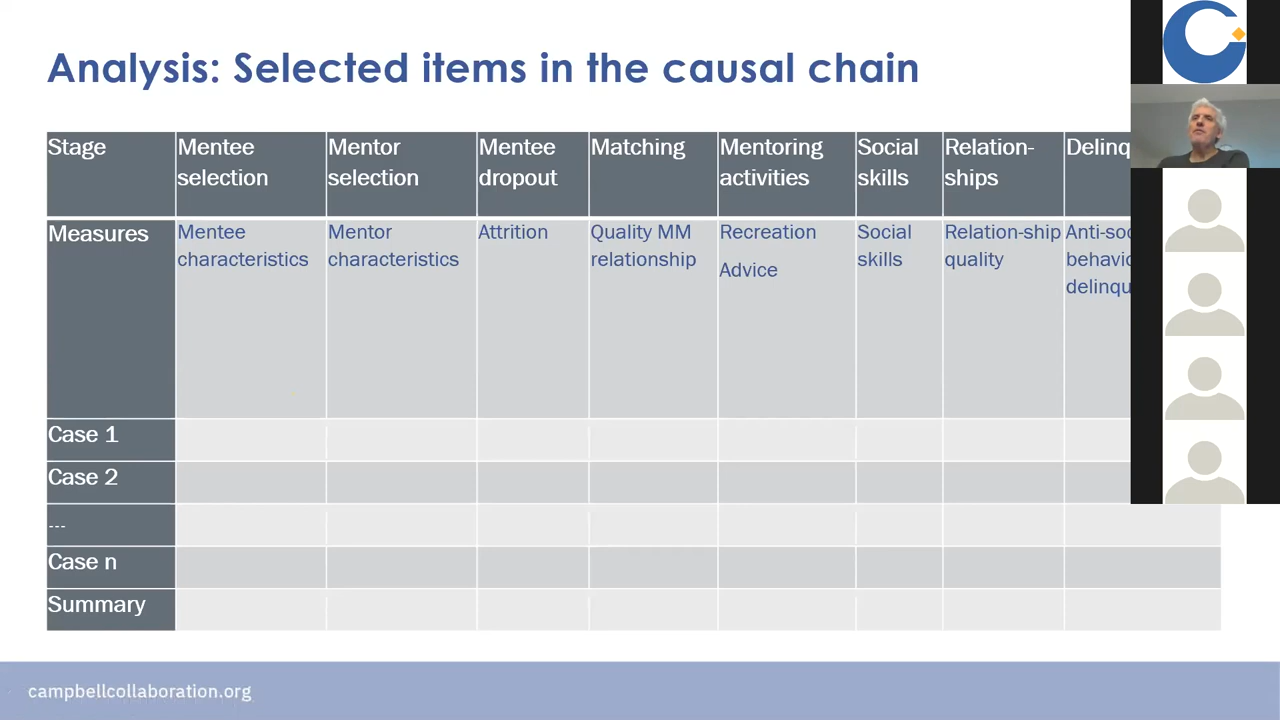 Analysis: Selected items in the causal chain
Stage
Mentee
selection
Mentor
selection
Mentee
dropout
Matching
Mentoring
activities
Social
skills
Relation-
ships
Delinq
Measures
Mentee
characteristics
Mentor
characteristics
Attrition
Quality MM
relationship
Recreation
Advice
Social
skills
Relation-ship
quality
Anti-soc
behavio
delinqu
Case 1
Case 2
---
Case n
Summary
campbellcollaboration.org